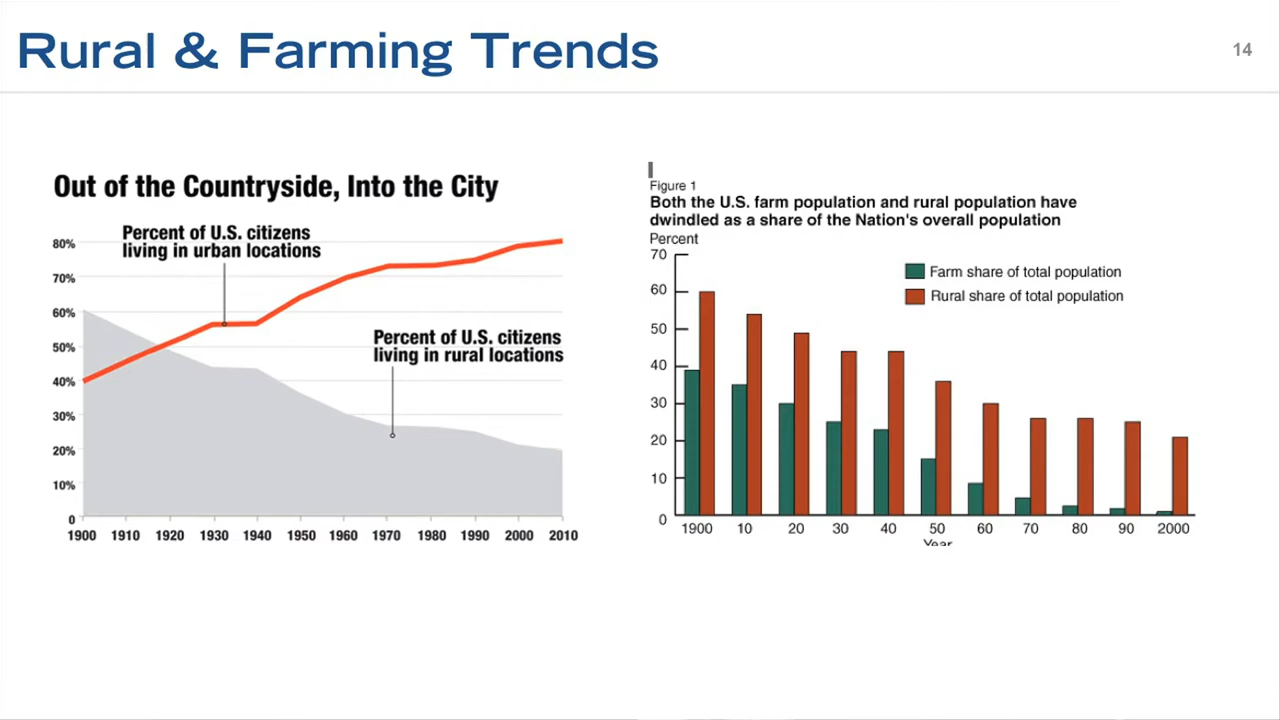 Rural & Farming Trends
14
Out of the Countryside, Into the City
Percent of U.S. citizens
living in urban locations
80%
70%
60%
50%
40%
30%
20%
10%
0
Percent of U.S. citizens
living in rural locations
1900 1910 1920 1930 1940 1950 1960 1970 1980 1990 2000 2010
Figure 1
Both the U.S. farm population and rural population have
dwindled as a share of the Nation's overall population
Percent
70
60
50
40
30
20
10
0
Farm share of total population
Rural share of total population
1900 10 20 30 40 50 60 70 80 90 2000
Year